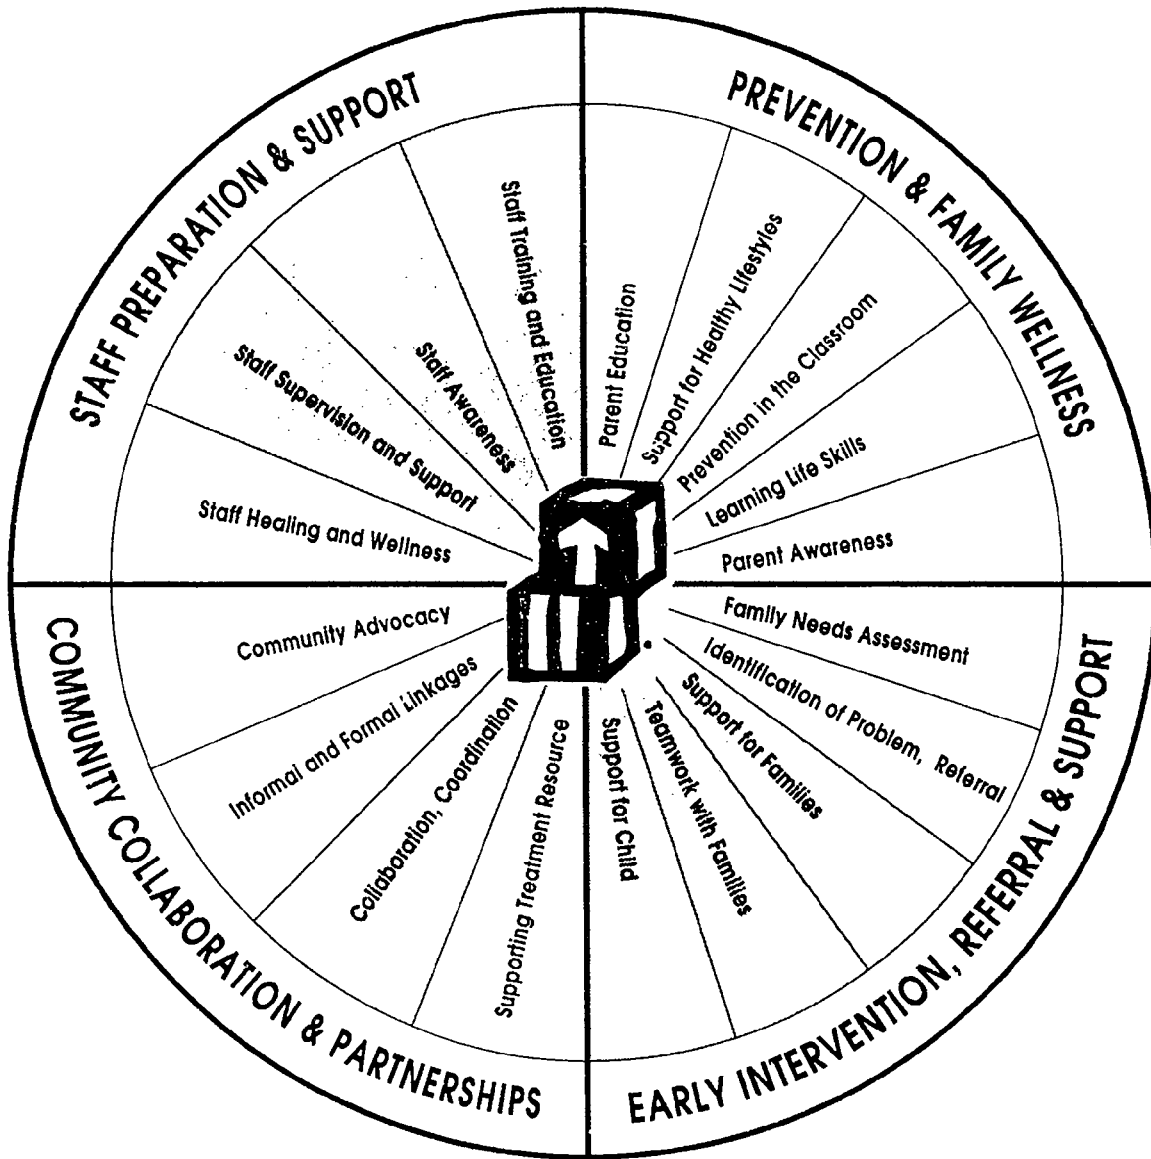 STAFF PREPARATION & SUPPORT
Staff Healing and Wellness
Staff Supervision and Support
Staff Awareness
Staff Training and Education
PREVENTION & FAMILY WELLNESS
Parent Education
Support for Healthy Lifestyles
Prevention in the Classroom
Learning Life Skills
Parent Awareness
EARLY INTERVENTION, REFERRAL & SUPPORT
Family Needs Assessment
Identification of Problem, Referral
Support for Families
Teamwork with Families
Support for Child
COMMUNITY COLLABORATION & PARTNERSHIPS
Supporting Treatment Resource
Collaboration, Coordination
Informal and Formal Linkages
Community Advocacy